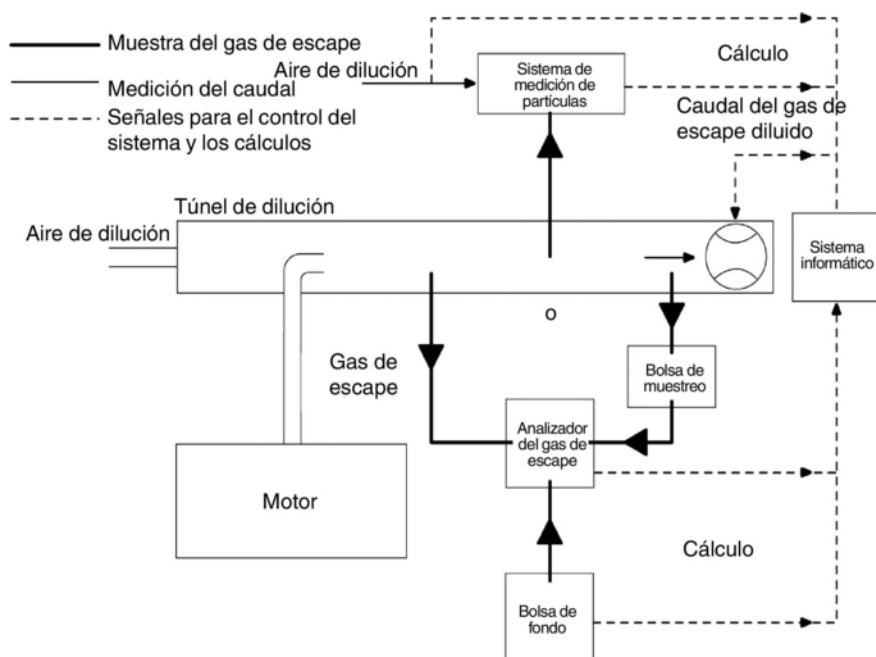 Muestra del gas de escape
Medición del caudal
Señales para el control del
sistema y los cálculos
Aire de dilución
Sistema de
medición de
partículas
Cálculo
Caudal del gas de
escape diluido
Túnel de dilución
Aire de dilución
Sistema
informático
o
Gas de
escape
Bolsa de
muestreo
Analizador
del gas de
escape
Motor
Cálculo
Bolsa de
fondo